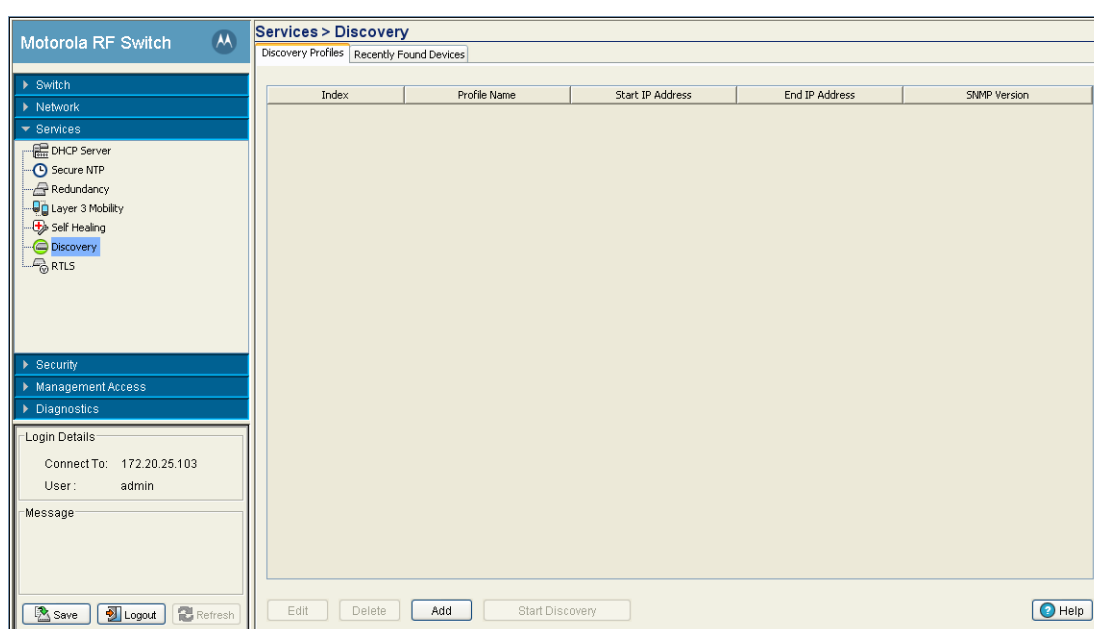 Motorola RF Switch
Switch
Network
Services
DHCP Server
Secure NTP
Redundancy
Layer 3 Mobility
Self Healing
Discovery
RTLS
Security
Management Access
Diagnostics
Login Details
Connect To: 172.20.25.103
User : admin
Message
Save Logout Refresh
Services > Discovery
Discovery Profiles Recently Found Devices
Index Profile Name Start IP Address End IP Address SNMP Version
Edit Delete Add Start Discovery Help